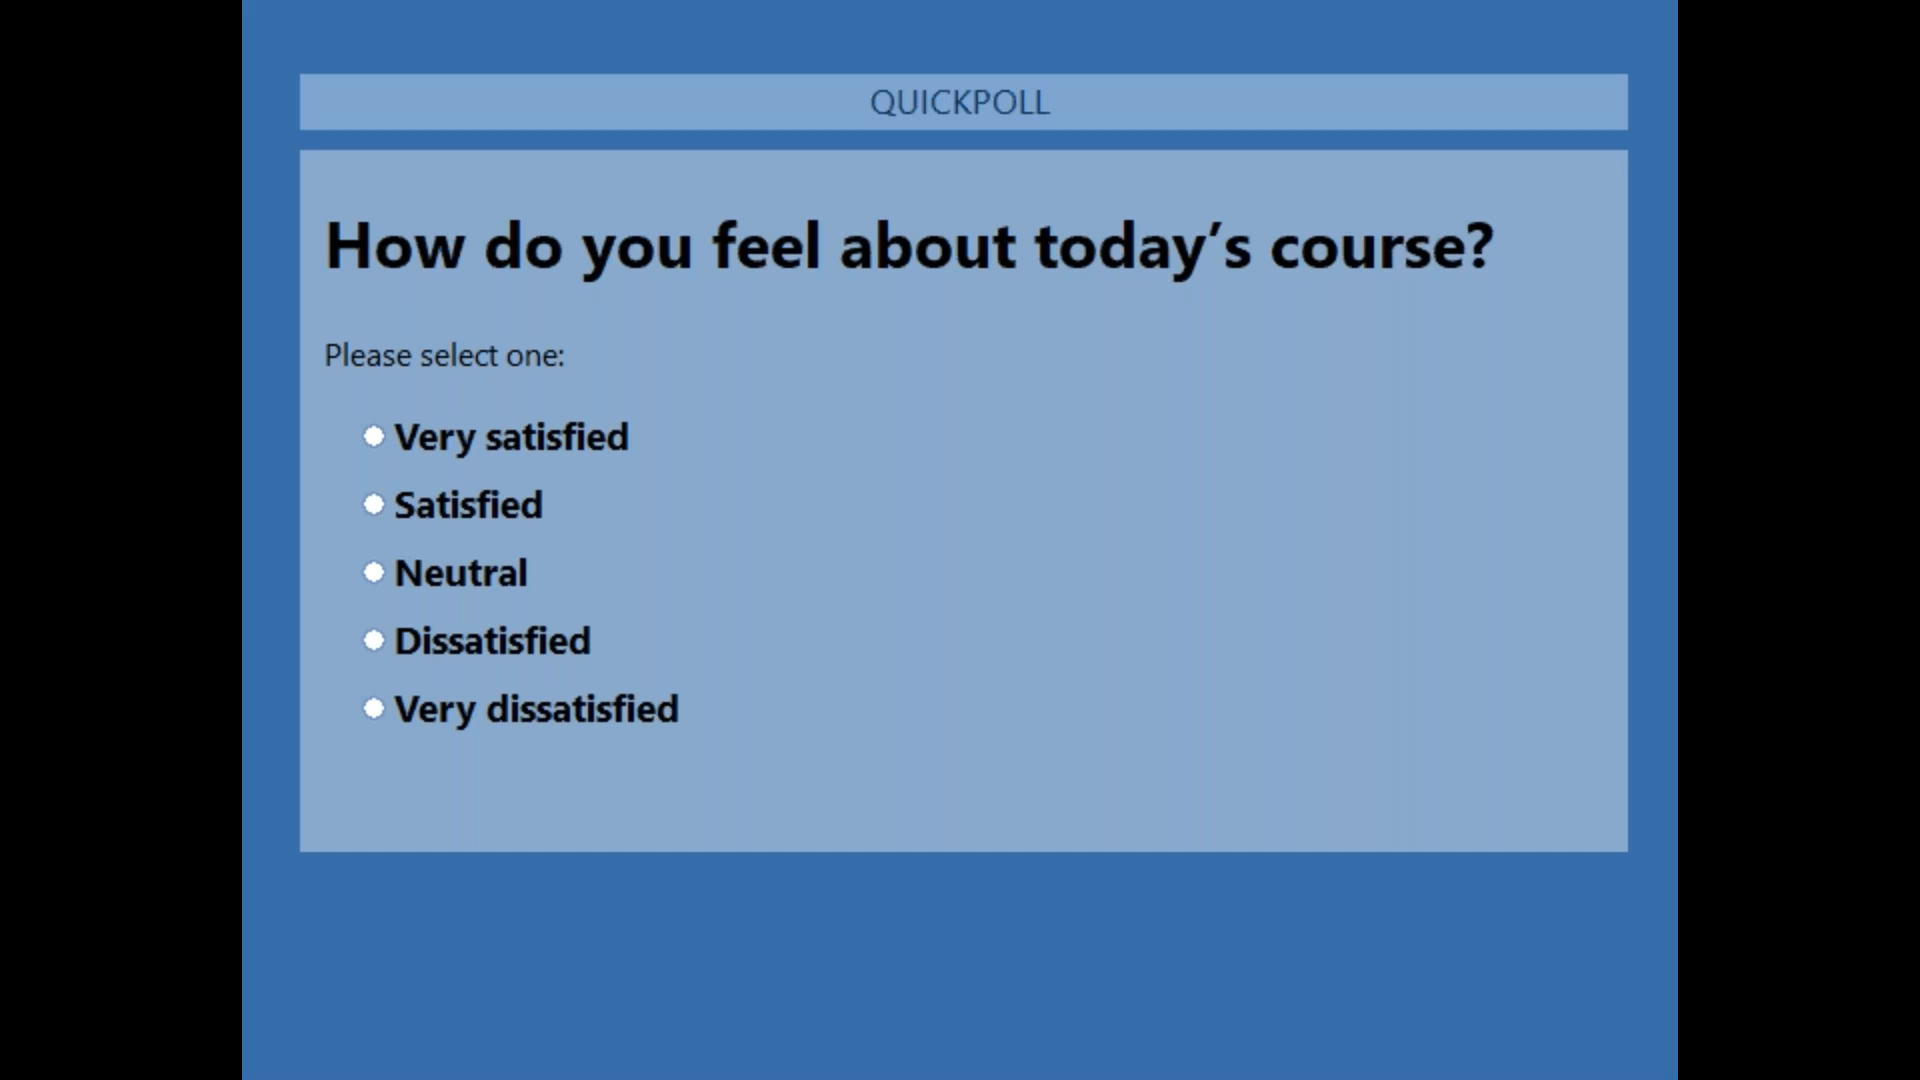 QUICKPOLL
How do you feel about today’s course?
Please select one:
Very satisfied
Satisfied
Neutral
Dissatisfied
Very dissatisfied